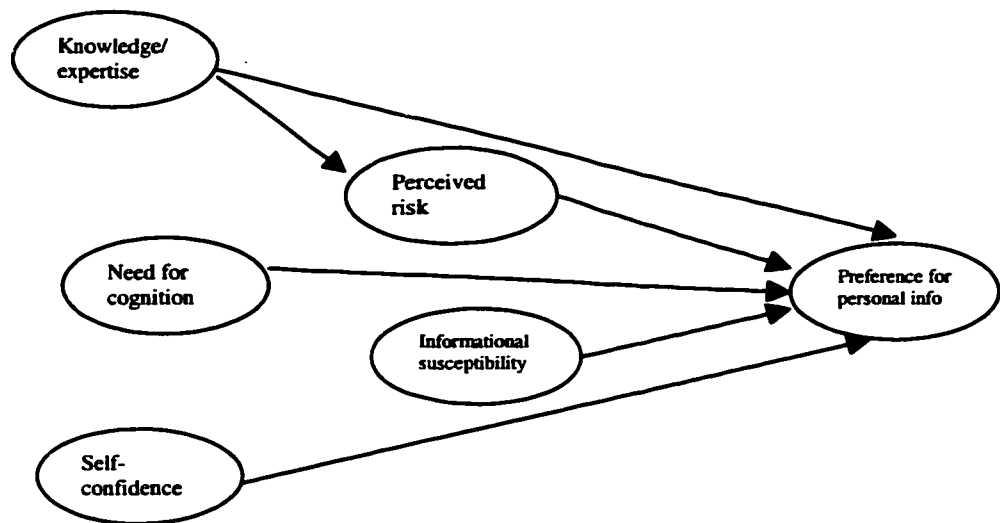 Knowledge/
expertise
Perceived
risk
Need for
cognition
Preference for
personal info
Informational
susceptibility
Self-
confidence